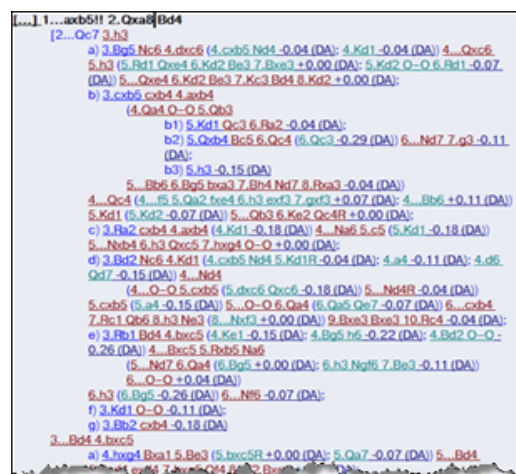 [...] 1...axb5!! 2.Qxa8 Bd4
[2...Qc7 3.h3
a) 3.Bg5 Nc6 4.dxc6 (4.cxb5 Nd4 -0.04 (DA); 4.Kd1 -0.04 (DA)) 4...Qxc6
5.h3 (5.Rd1 Qxe4 6.Kd2 Be3 7.Bxe3 +0.00 (DA); 5.Kd2 O-O 6.Rd1 -0.07
(DA)) 5...Qxe4 6.Kd2 Be3 7.Kc3 Bd4 8.Kd2 +0.00 (DA);
b) 3.cxb5 cxb4 4.axb4
(4.Qa4 O-O 5.Qb3
b1) 5.Kd1 Qc3 6.Ra2 -0.04 (DA);
b2) 5.Qxb4 Bc5 6.Qc4 (6.Qc3 -0.29 (DA)) 6...Nd7 7.g3 -0.11
(DA);
b3) 5.h3 -0.15 (DA)
5...Bb6 6.Bg5 bxa3 7.Bh4 Nd7 8.Rxa3 -0.04 (DA))
4...Qc4 (4...f5 5.Qa2 fxe4 6.h3 exf3 7.gxf3 +0.07 (DA); 4...Bb6 +0.11 (DA))
5.Kd1 (5.Kd2 -0.07 (DA)) 5...Qb3 6.Ke2 Qc4R +0.00 (DA);
c) 3.Ra2 cxb4 4.axb4 (4.Kd1 -0.18 (DA)) 4...Na6 5.c5 (5.Kd1 -0.18 (DA))
5...Nxb4 6.h3 Qxc5 7.hxg4 O-O +0.00 (DA);
d) 3.Bd2 Nc6 4.Kd1 (4.cxb5 Nd4 5.Kd1R -0.04 (DA); 4.a4 -0.11 (DA); 4.d6
Qd7 -0.15 (DA)) 4...Nd4
(4...O-O 5.cxb5 (5.dxc6 Qxc6 -0.18 (DA)) 5...Nd4R -0.04 (DA))
5.cxb5 (5.a4 -0.15 (DA)) 5...O-O 6.Qa4 (6.Qa5 Qe7 -0.07 (DA)) 6...cxb4
7.Rc1 Qb6 8.h3 Ne3 (8...Nxf3 +0.00 (DA)) 9.Bxe3 Bxe3 10.Rc4 -0.04 (DA);
e) 3.Rb1 Bd4 4.bxc5 (4.Ke1 -0.15 (DA); 4.Bg5 h6 -0.22 (DA); 4.Bd2 O-O -
0.26 (DA)) 4...Bxc5 5.Rxb5 Na6
(5...Nd7 6.Qa4 (6.Bg5 +0.00 (DA); 6.h3 Ngf6 7.Be3 -0.11 (DA))
6...O-O +0.04 (DA))
6.h3 (6.Bg5 -0.26 (DA)) 6...Nf6 -0.07 (DA);
f) 3.Kd1 O-O -0.11 (DA);
g) 3.Bb2 cxb4 -0.18 (DA)
3...Bd4 4.bxc5
a) 4.hxg4 Bxa1 5.Be3 (5.bxc5R +0.00 (DA); 5.Qa7 -0.07 (DA)) 5...Bd4